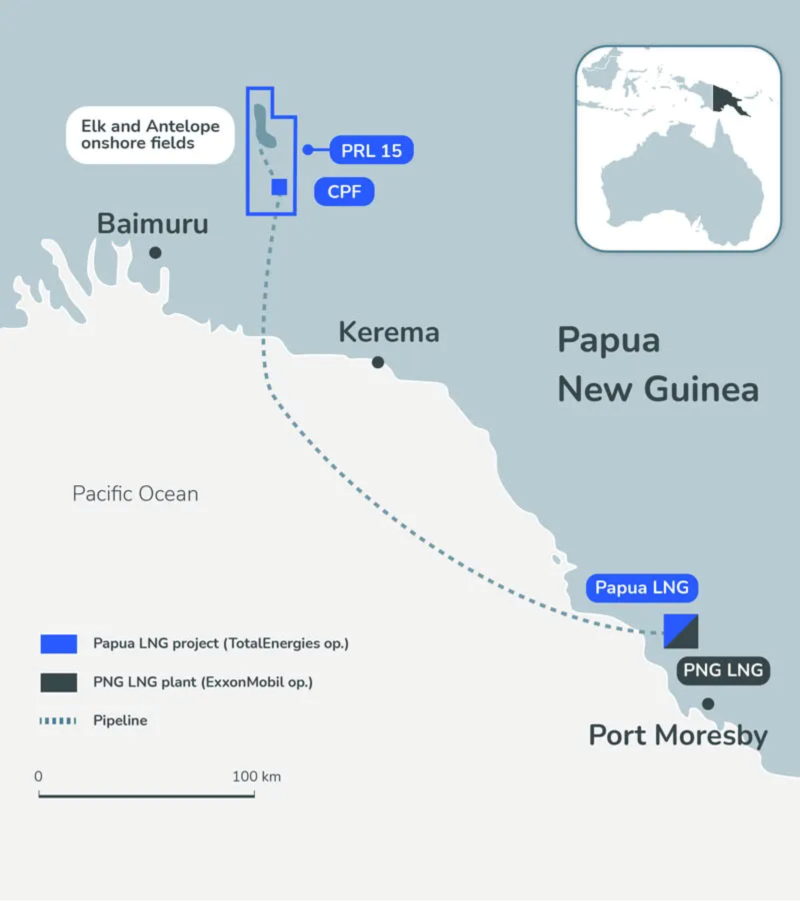 Elk and Antelope
onshore fields
PRL 15
CPF
Baimuru
Kerema
Papua
New Guinea
Pacific Ocean
Papua LNG
Papua LNG project (TotalEnergies op.)
PNG LNG plant (ExxonMobil op.)
PNG LNG
Pipeline
Port Moresby
0
100 km